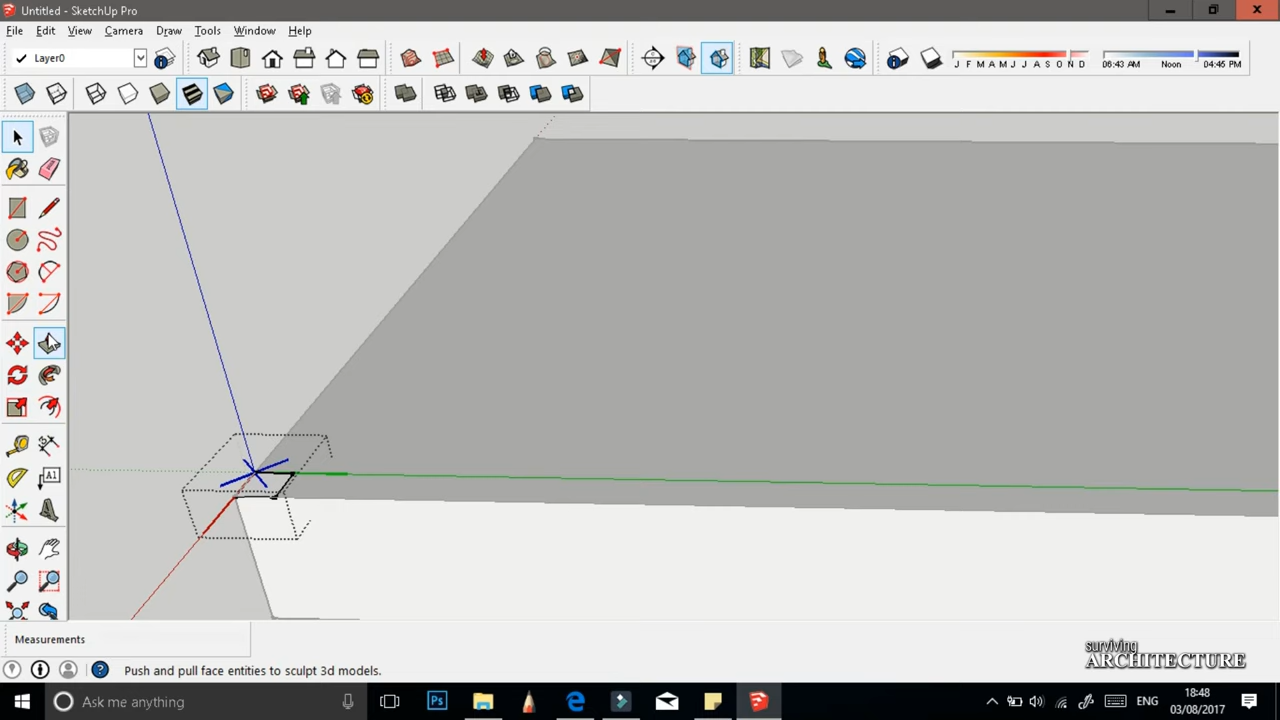 Untitled - SketchUp Pro
File Edit View Camera Draw Tools Window Help
Layer0
J F M A M J J A S O N D
06:43 AM Noon 04:45 PM
A1
Measurements
Push and pull face entities to sculpt 3d models.
surviving
ARCHITECTURE
Ask me anything
Ps
ENG
18:48
03/08/2017